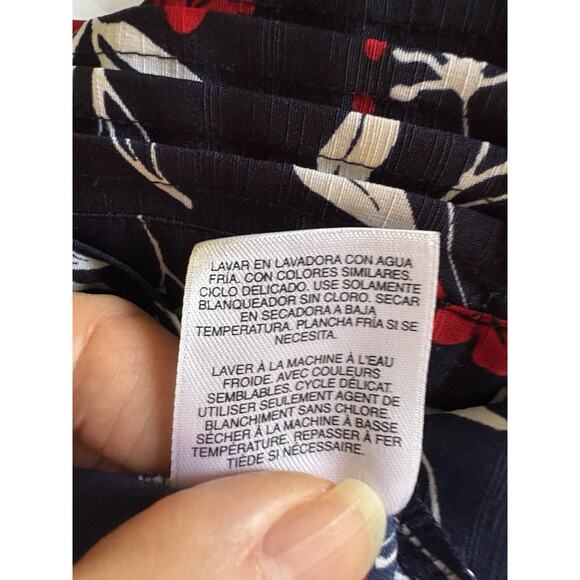 LAVAR EN LAVADORA CON AGUA
FRÍA. CON COLORES SIMILARES.
CICLO DELICADO. USE SOLAMENTE
BLANQUEADOR SIN CLORO. SECAR
EN SECADORA A BAJA
TEMPERATURA. PLANCHA FRÍA SI SE
NECESITA.
LAVER À LA MACHINE À L'EAU
FROIDE. AVEC COULEURS
SEMBLABLES. CYCLE DÉLICAT.
UTILISER SEULEMENT AGENT DE
BLANCHIMENT SANS CHLORE.
SÉCHER À LA MACHINE À BASSE
TEMPÉRATURE. REPASSER À FER
TIÈDE SI NÉCESSAIRE.